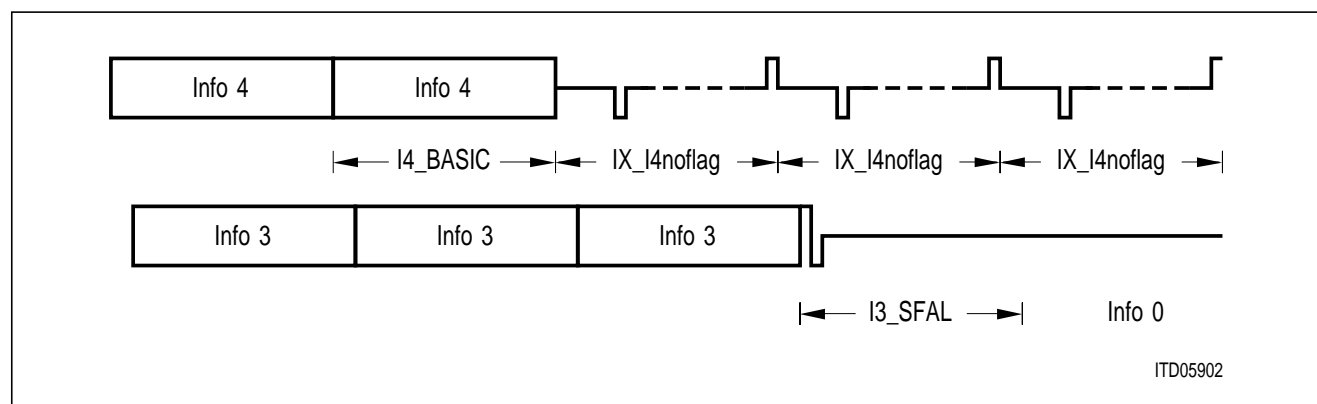 Info 4 Info 4
I4_BASIC IX_I4noflag IX_I4noflag IX_I4noflag
Info 3 Info 3 Info 3
I3_SFAL Info 0
ITD05902